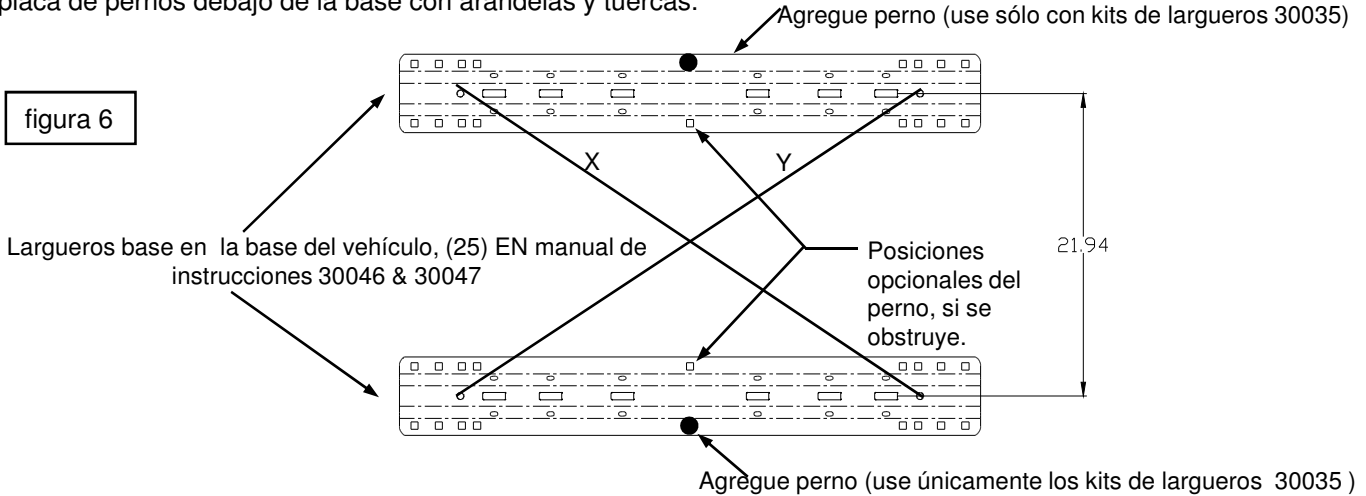 placa de pernos debajo de la base con arandelas y tuercas.
Agregue perno (use sólo con kits de largueros 30035)
figura 6
X
Y
Largueros base en la base del vehículo, (25) EN manual de
instrucciones 30046 & 30047
Posiciones
opcionales del
perno, si se
obstruye.
21.94
Agregue perno (use únicamente los kits de largueros 30035 )